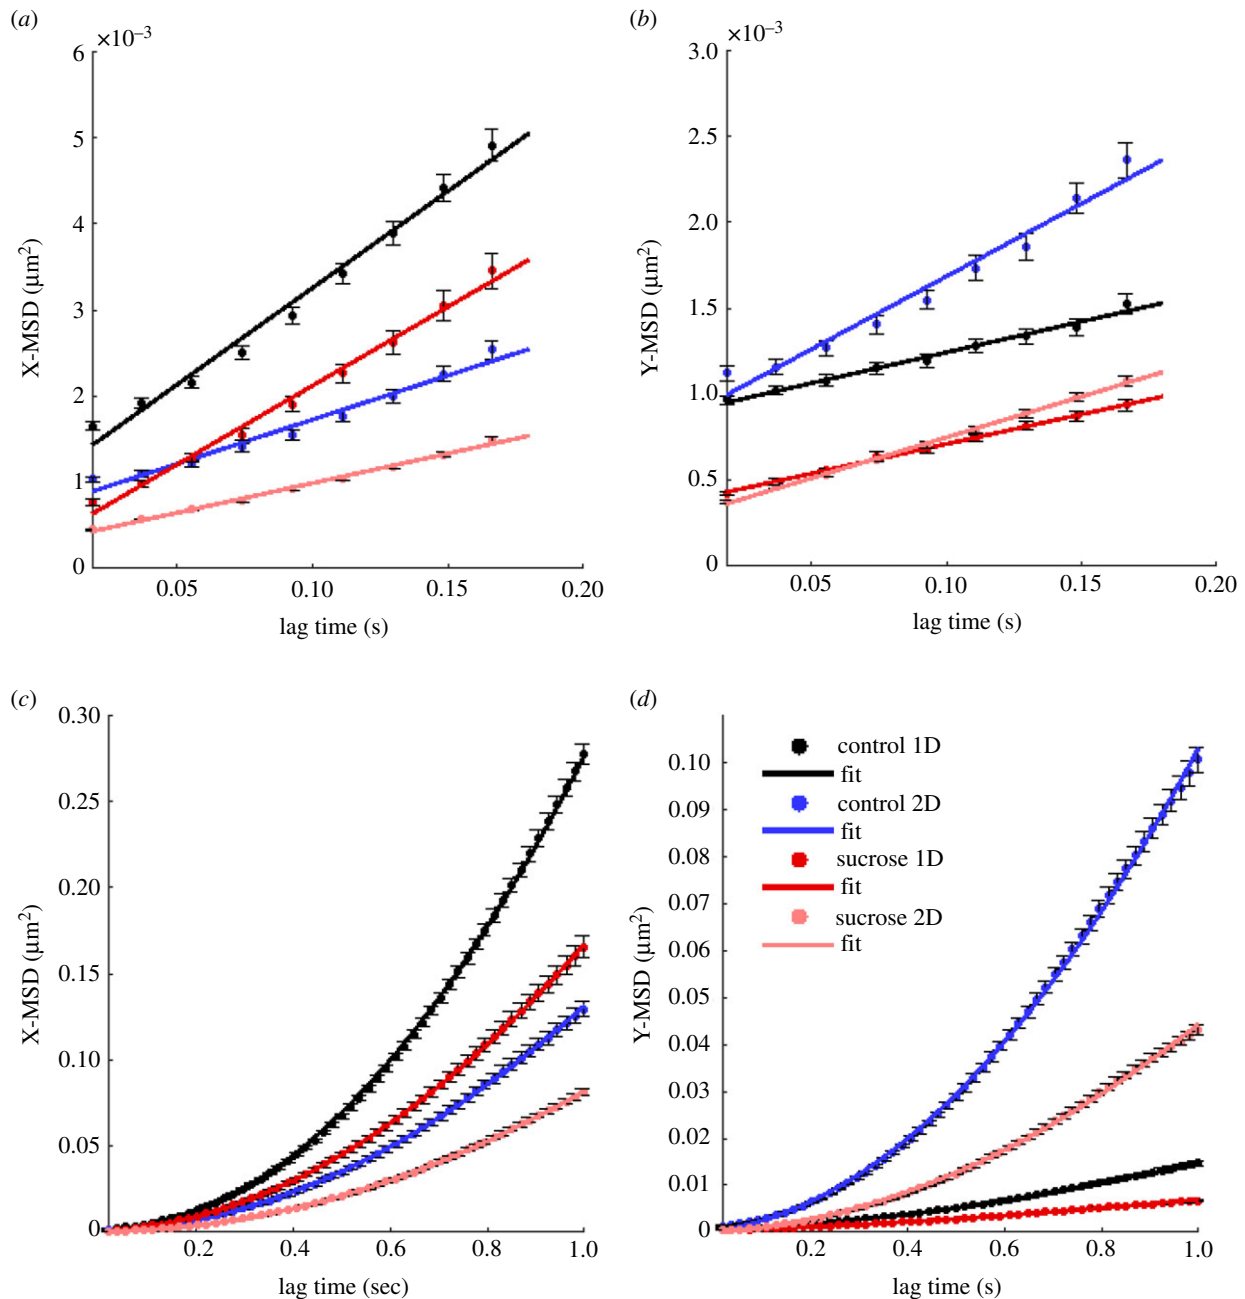 (a)
×10–3
6
5
4
3
2
1
0
X-MSD (µm2)
0.05 0.10 0.15 0.20
lag time (s)
(b)
×10–3
3.0
2.5
2.0
1.5
1.0
0.5
0
Y-MSD (µm2)
0.05 0.10 0.15 0.20
lag time (s)
(c)
0.30
0.25
0.20
0.15
0.10
0.05
0
X-MSD (µm2)
0.2 0.4 0.6 0.8 1.0
lag time (sec)
(d)
0.10
0.09
0.08
0.07
0.06
0.05
0.04
0.03
0.02
0.01
0
Y-MSD (µm2)
control 1D
fit
control 2D
fit
sucrose 1D
fit
sucrose 2D
fit
0.2 0.4 0.6 0.8 1.0
lag time (s)